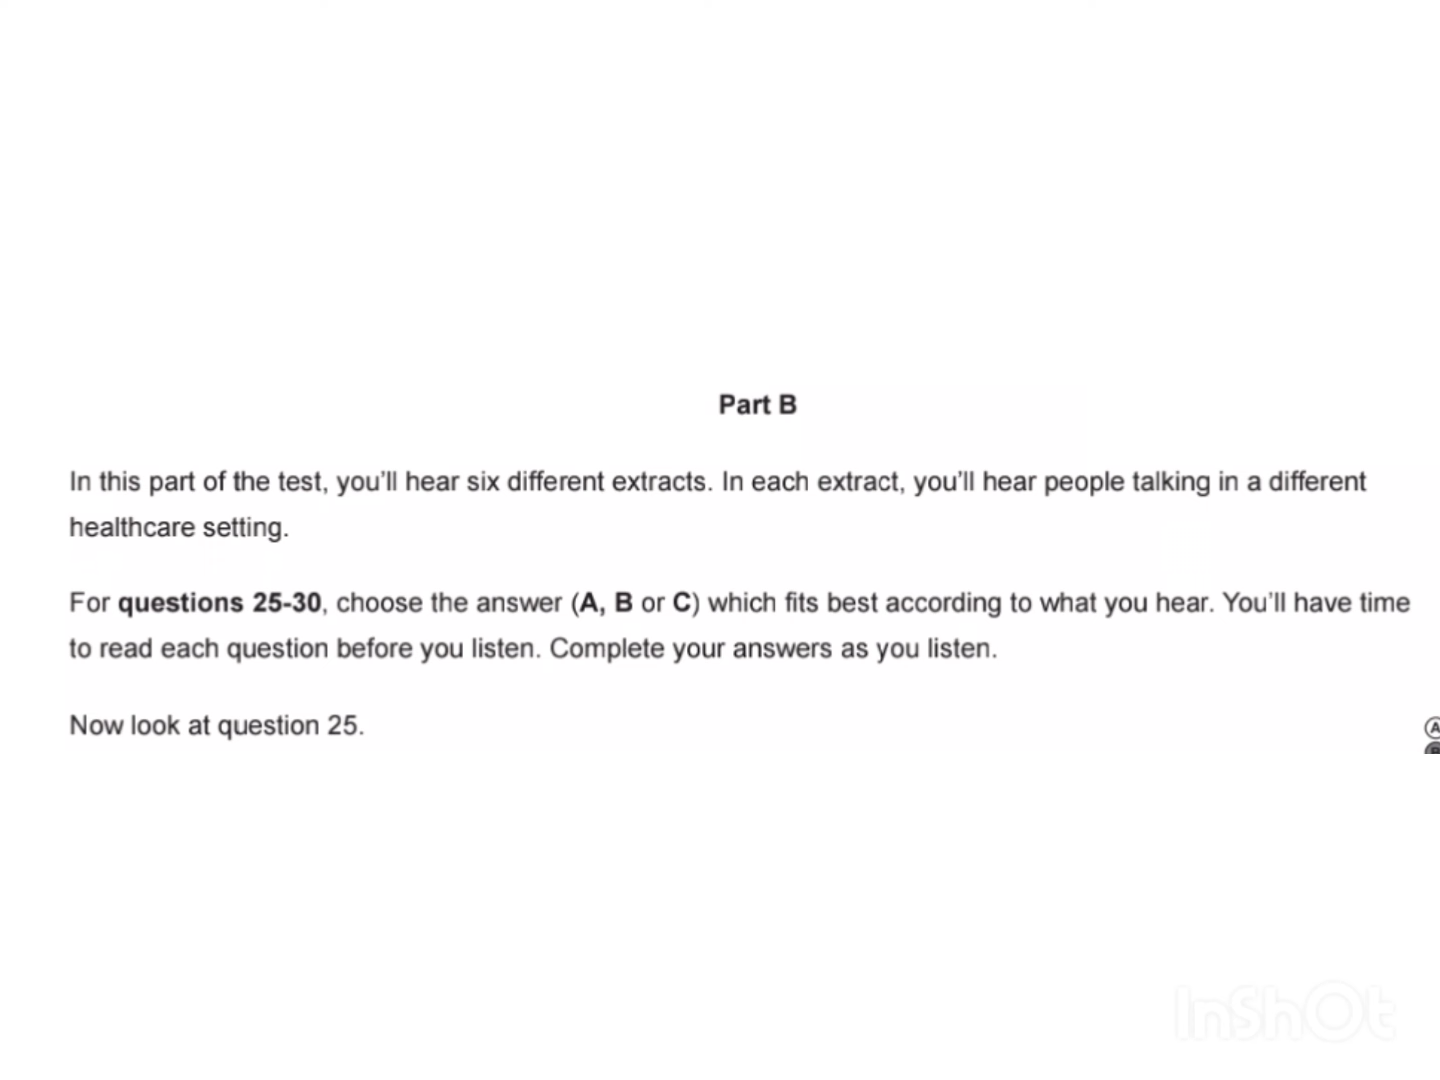 Part B
In this part of the test, you'll hear six different extracts. In each extract, you'll hear people talking in a different
healthcare setting.
For questions 25-30, choose the answer (A, B or C) which fits best according to what you hear. You'll have time
to read each question before you listen. Complete your answers as you listen.
Now look at question 25.
A
InShOt